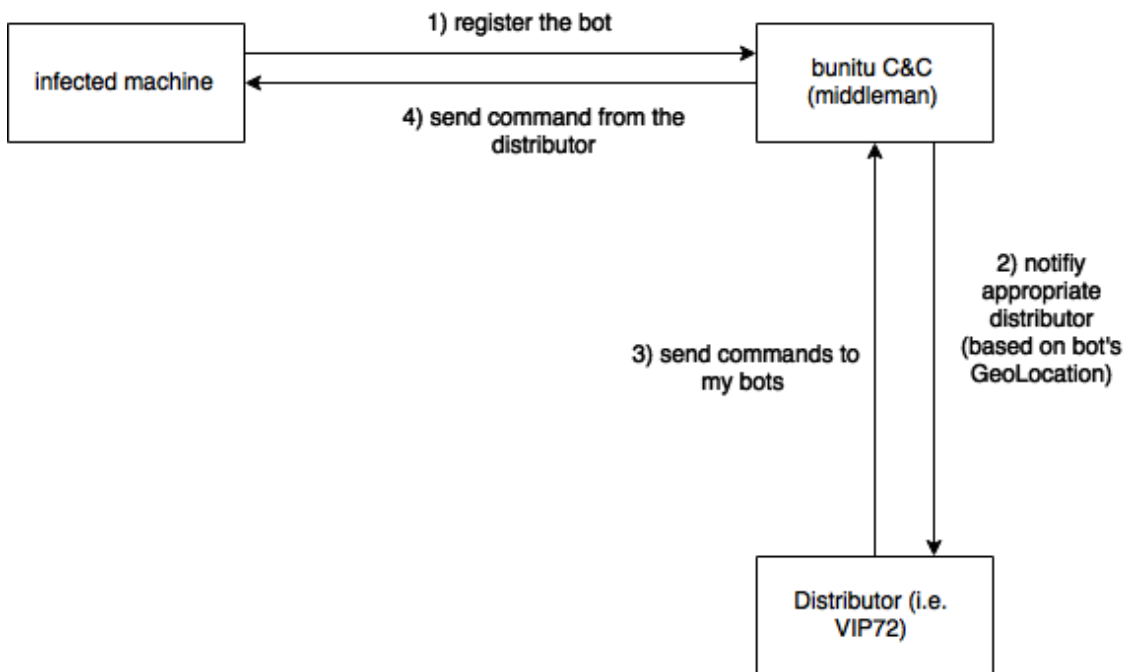 1) register the bot
infected machine
bunitu C&C
(middleman)
4) send command from the
distributor
2) notifiy
appropriate
distributor
(based on bot's
GeoLocation)
3) send commands to
my bots
Distributor (i.e.
VIP72)